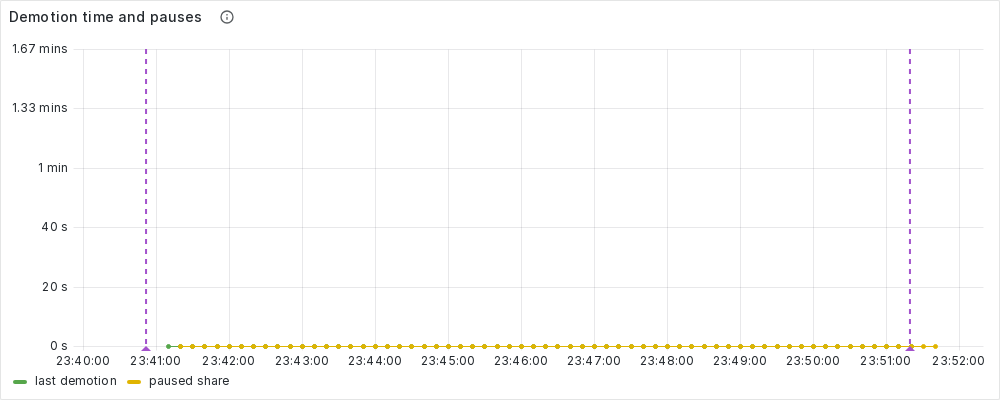 Demotion time and pauses
1.67 mins
1.33 mins
1 min
40 s
20 s
0 s
23:40:00 23:41:00 23:42:00 23:43:00 23:44:00 23:45:00 23:46:00 23:47:00 23:48:00 23:49:00 23:50:00 23:51:00 23:52:00
last demotion paused share